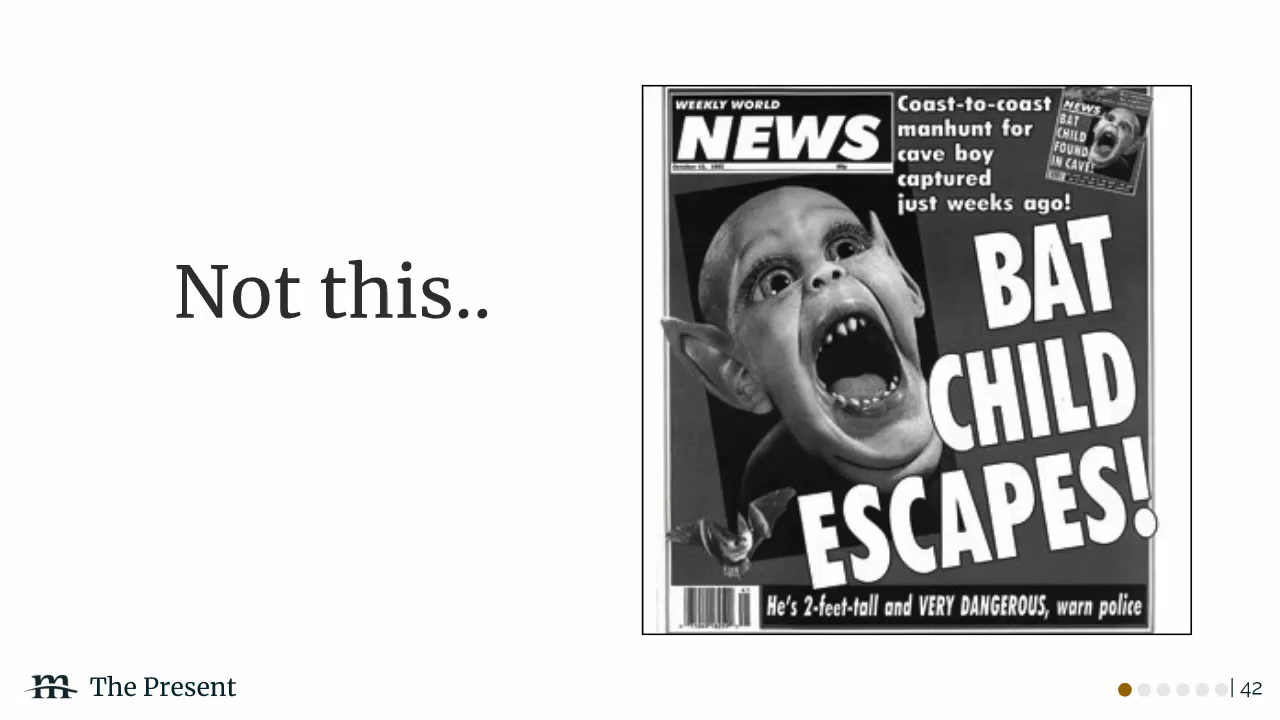 Not this..
WEEKLY WORLD
NEWS
Coast-to-coast
manhunt for
cave boy
captured
just weeks ago!
NEWS
BAT
CHILD
FOUND
IN CAVE!
BAT
CHILD
ESCAPES!
He's 2-feet-tall and VERY DANGEROUS, warn police
m The Present
42